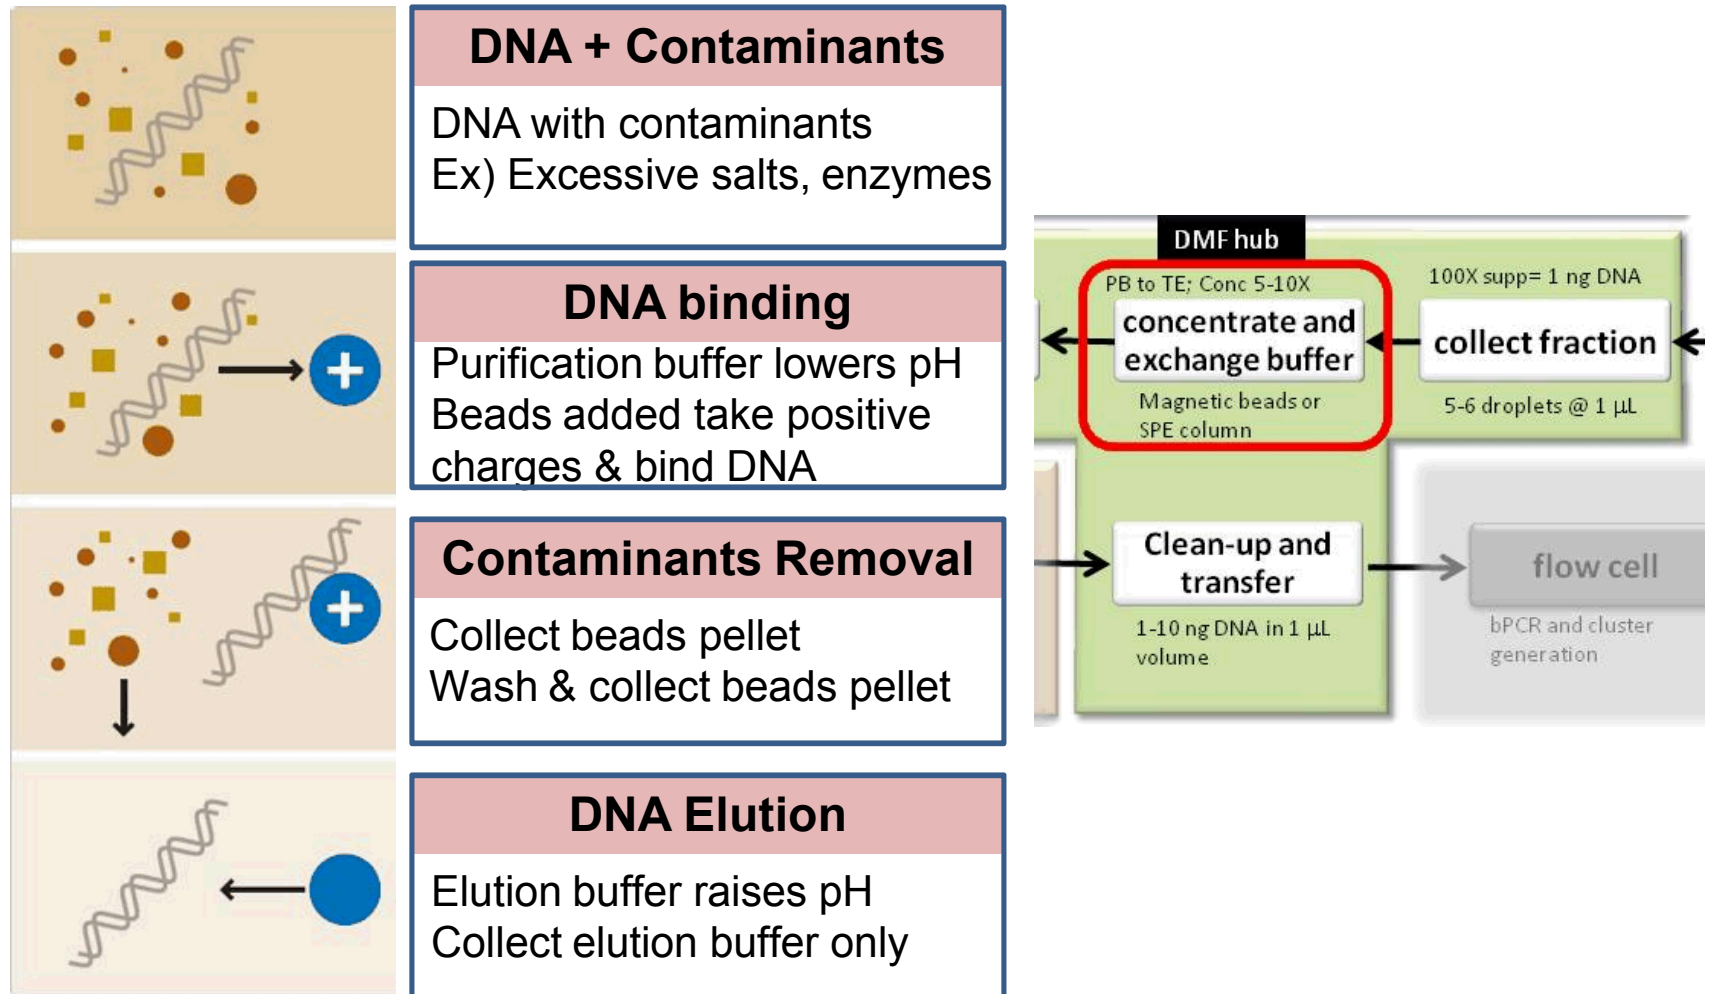 DNA + Contaminants
DNA with contaminants
Ex) Excessive salts, enzymes
DNA binding
Purification buffer lowers pH
Beads added take positive
charges & bind DNA
Contaminants Removal
Collect beads pellet
Wash & collect beads pellet
DNA Elution
Elution buffer raises pH
Collect elution buffer only
DMF hub
PB to TE; Conc 5-10X
concentrate and
exchange buffer
Magnetic beads or
SPE column
100X supp= 1 ng DNA
collect fraction
5-6 droplets @ 1 µL
Clean-up and
transfer
1-10 ng DNA in 1 µL
volume
flow cell
bPCR and cluster
generation